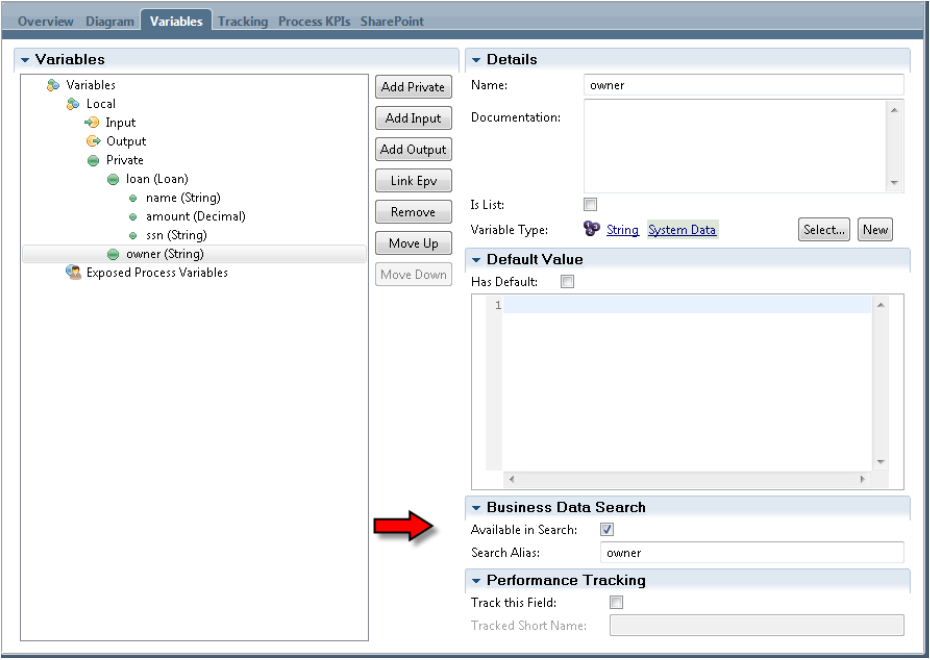 Overview Diagram Variables Tracking Process KPIs SharePoint
Variables
Variables
Local
Input
Output
Private
loan (Loan)
name (String)
amount (Decimal)
ssn (String)
owner (String)
Exposed Process Variables
Add Private
Add Input
Add Output
Link Epv
Remove
Move Up
Move Down
Details
Name: owner
Documentation:
Is List:
Variable Type: String System Data Select... New
Default Value
Has Default:
1
Business Data Search
Available in Search:
Search Alias: owner
Performance Tracking
Track this Field:
Tracked Short Name: